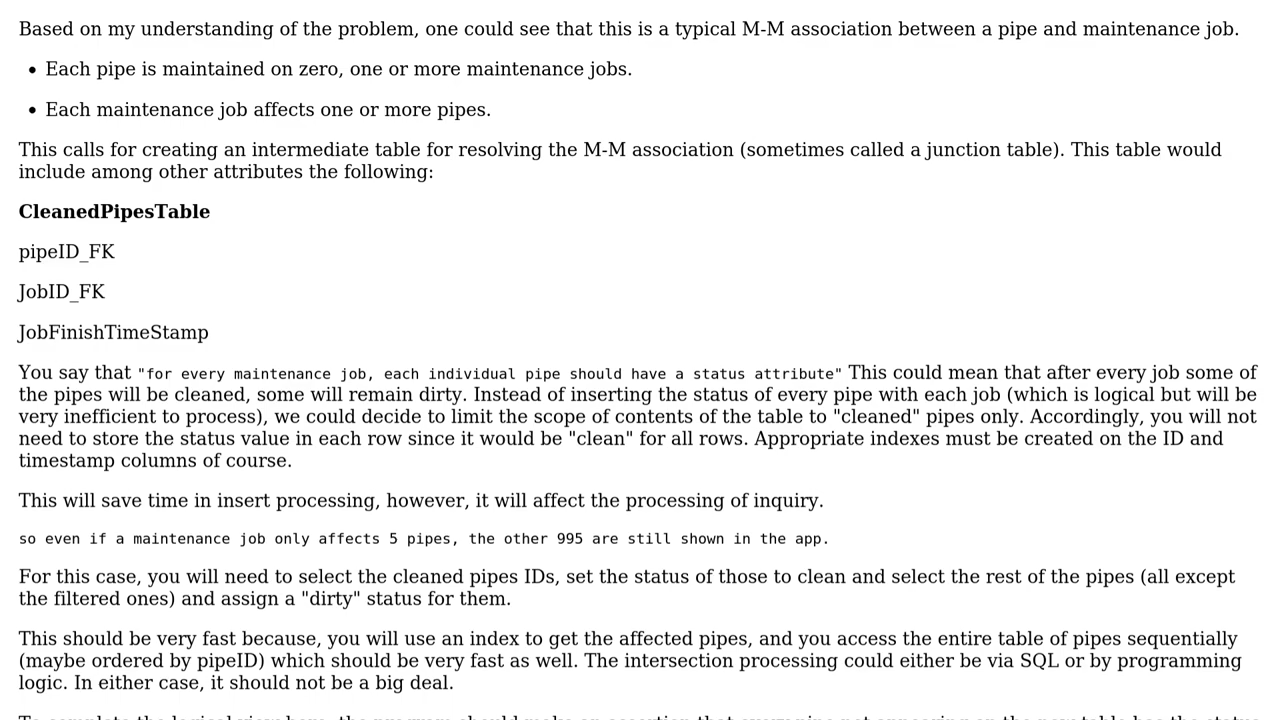 Based on my understanding of the problem, one could see that this is a typical M-M association between a pipe and maintenance job.
• Each pipe is maintained on zero, one or more maintenance jobs.
• Each maintenance job affects one or more pipes.
This calls for creating an intermediate table for resolving the M-M association (sometimes called a junction table). This table would
include among other attributes the following:
CleanedPipesTable
pipeID_FK
JobID_FK
JobFinishTimeStamp
You say that "for every maintenance job, each individual pipe should have a status attribute" This could mean that after every job some of
the pipes will be cleaned, some will remain dirty. Instead of inserting the status of every pipe with each job (which is logical but will be
very inefficient to process), we could decide to limit the scope of contents of the table to "cleaned" pipes only. Accordingly, you will not
need to store the status value in each row since it would be "clean" for all rows. Appropriate indexes must be created on the ID and
timestamp columns of course.
This will save time in insert processing, however, it will affect the processing of inquiry.
so even if a maintenance job only affects 5 pipes, the other 995 are still shown in the app.
For this case, you will need to select the cleaned pipes IDs, set the status of those to clean and select the rest of the pipes (all except
the filtered ones) and assign a "dirty" status for them.
This should be very fast because, you will use an index to get the affected pipes, and you access the entire table of pipes sequentially
(maybe ordered by pipeID) which should be very fast as well. The intersection processing could either be via SQL or by programming
logic. In either case, it should not be a big deal.